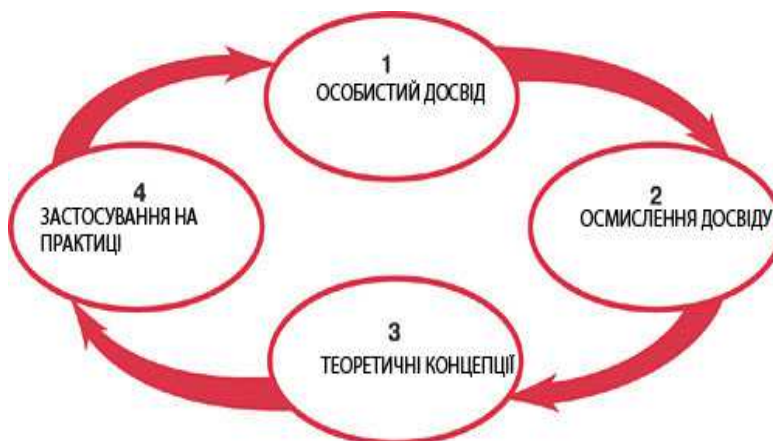 1
ОСОБИСТИЙ ДОСВІД
2
ОСМИСЛЕННЯ ДОСВІДУ
3
ТЕОРЕТИЧНІ КОНЦЕПЦІЇ
4
ЗАСТОСУВАННЯ НА
ПРАКТИЦІ